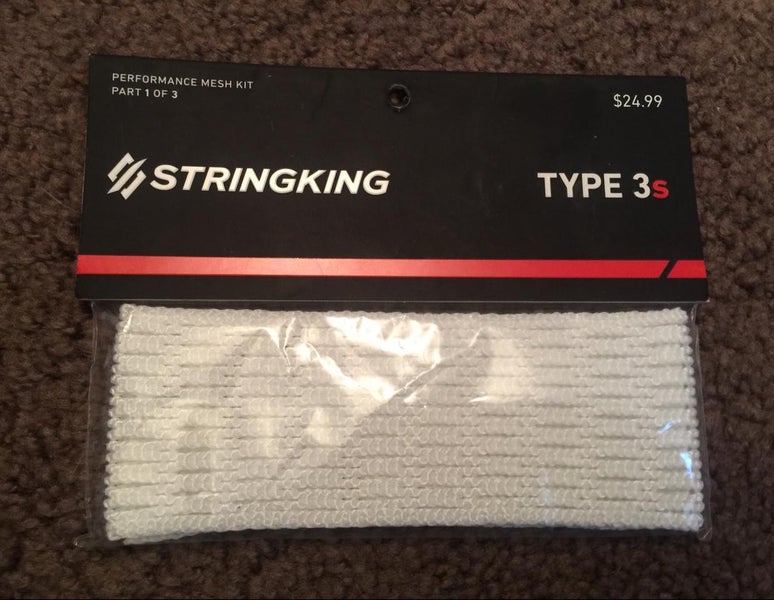 PERFORMANCE MESH KIT
PART 1 OF 3
$24.99
STRINGKING
TYPE 3s